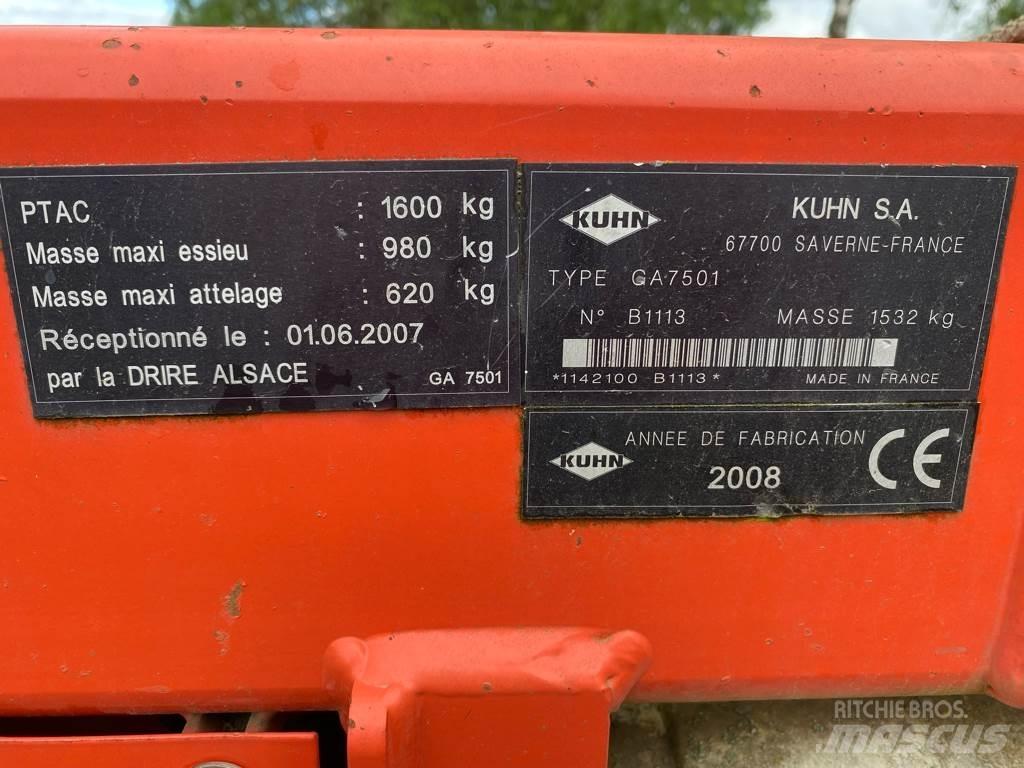 PTAC : 1600 kg
Masse maxi essieu : 980 kg
Masse maxi attelage : 620 kg
Réceptionné le : 01.06.2007
par la DRIRE ALSACE GA 7501
KUHN KUHN S.A.
67700 SAVERNE-FRANCE
TYPE GA7501
N° B1113 MASSE 1532 kg
*1142100 B1113* MADE IN FRANCE
KUHN ANNEE DE FABRICATION CE
2008
RITCHIE BROS.
MASCUS